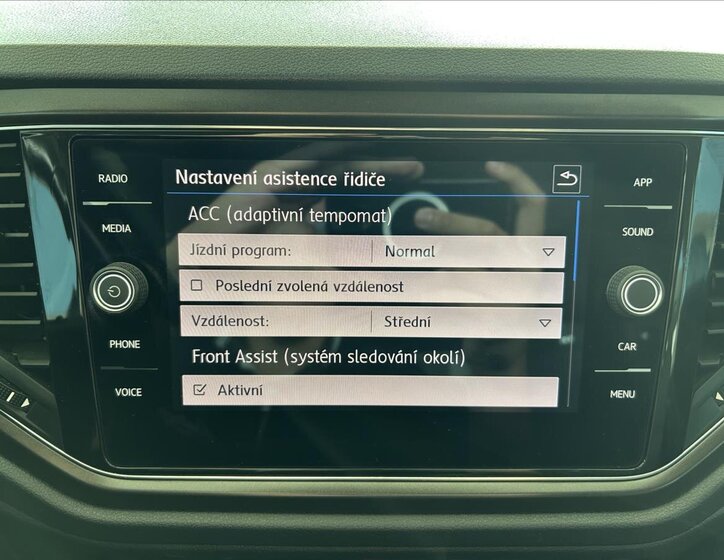 RADIO
MEDIA
PHONE
VOICE
Nastavení asistence řidiče
ACC (adaptivní tempomat)
Jízdní program: Normal
Poslední zvolená vzdálenost
Vzdálenost: Střední
Front Assist (systém sledování okolí)
Aktivní
APP
SOUND
CAR
MENU